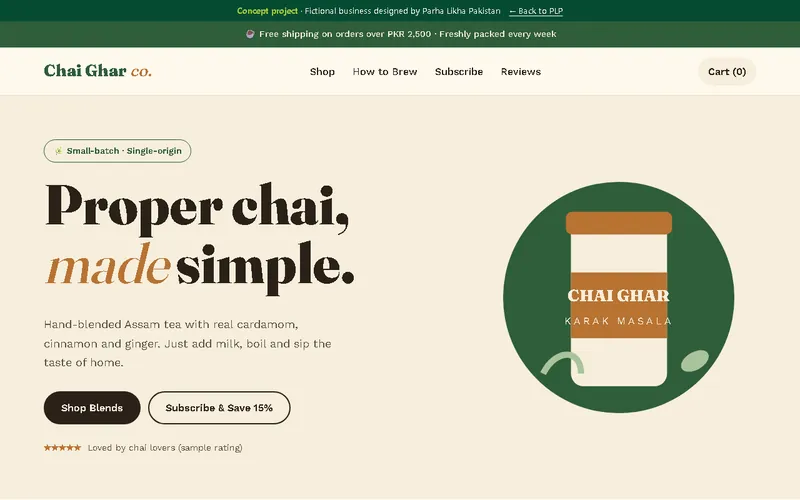 Concept project · Fictional business designed by Parha Likha Pakistan ← Back to PLP
Free shipping on orders over PKR 2,500 · Freshly packed every week
Chai Ghar co.
Shop How to Brew Subscribe Reviews
Cart (0)
Small-batch · Single-origin
Proper chai,
made simple.
Hand-blended Assam tea with real cardamom,
cinnamon and ginger. Just add milk, boil and sip the
taste of home.
Shop Blends
Subscribe & Save 15%
★★★★★ Loved by chai lovers (sample rating)
CHAI GHAR
KARAK MASALA